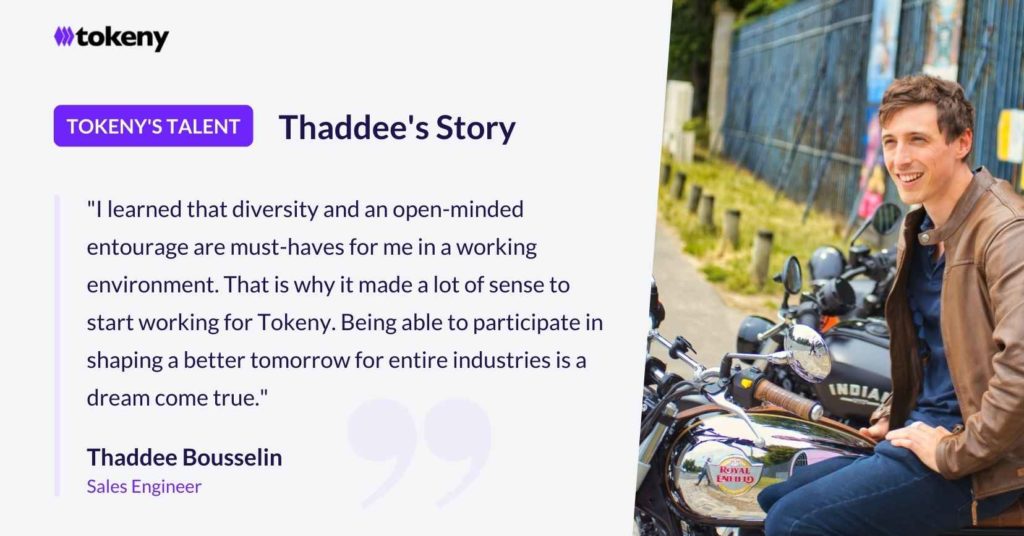 tokeny
TOKENY'S TALENT
Thaddee's Story
"I learned that diversity and an open-minded
entourage are must-haves for me in a working
environment. That is why it made a lot of sense to
start working for Tokeny. Being able to participate in
shaping a better tomorrow for entire industries is a
dream come true."
Thaddee Bousselin
Sales Engineer
INDIAN
ROYAL
ENFIELD